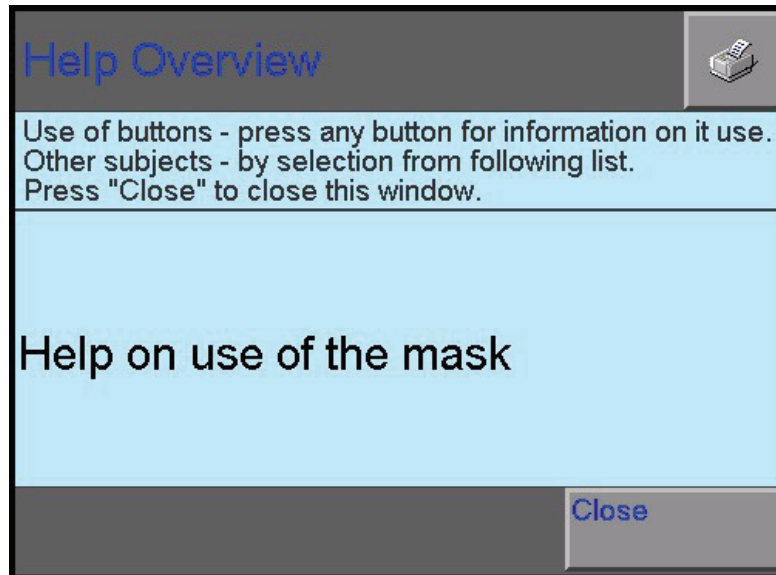 Help Overview
Use of buttons - press any button for information on it use.
Other subjects - by selection from following list.
Press "Close" to close this window.
Help on use of the mask
Close